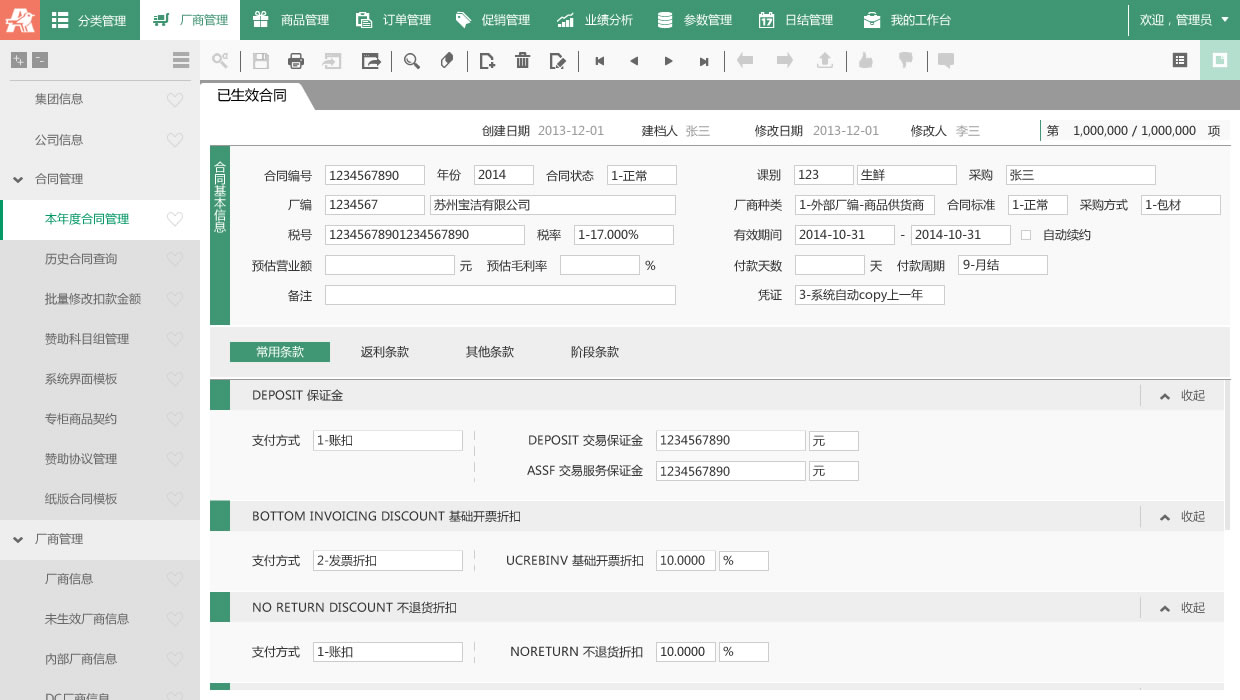 分类管理 厂商管理 商品管理 订单管理 促销管理 业绩分析 参数管理 17 日结管理 我的工作台 欢迎，管理员
集团信息
公司信息
合同管理
本年度合同管理
历史合同查询
批量修改扣款金额
赞助科目组管理
系统界面模板
专柜商品契约
赞助协议管理
纸版合同模板
厂商管理
厂商信息
未生效厂商信息
内部厂商信息
DC厂商信息
已生效合同
创建日期 2013-12-01 建档人 张三 修改日期 2013-12-01 修改人 李三 第 1,000,000 / 1,000,000 项
合同基本信息
合同编号 1234567890 年份 2014 合同状态 1-正常 课别 123 生鲜 采购 张三
厂编 1234567 苏州宝洁有限公司 厂商种类 1-外部厂编-商品供货商 合同标准 1-正常 采购方式 1-包材
税号 12345678901234567890 税率 1-17.000% 有效期间 2014-10-31 - 2014-10-31 自动续约
预估营业额 元 预估毛利率 % 付款天数 天 付款周期 9-月结
备注 凭证 3-系统自动copy上一年
常用条款 返利条款 其他条款 阶段条款
DEPOSIT 保证金 收起
支付方式 1-账扣 DEPOSIT 交易保证金 1234567890 元
ASSF 交易服务保证金 1234567890 元
BOTTOM INVOICING DISCOUNT 基础开票折扣 收起
支付方式 2-发票折扣 UCREBINV 基础开票折扣 10.0000 %
NO RETURN DISCOUNT 不退货折扣 收起
支付方式 1-账扣 NORETURN 不退货折扣 10.0000 %